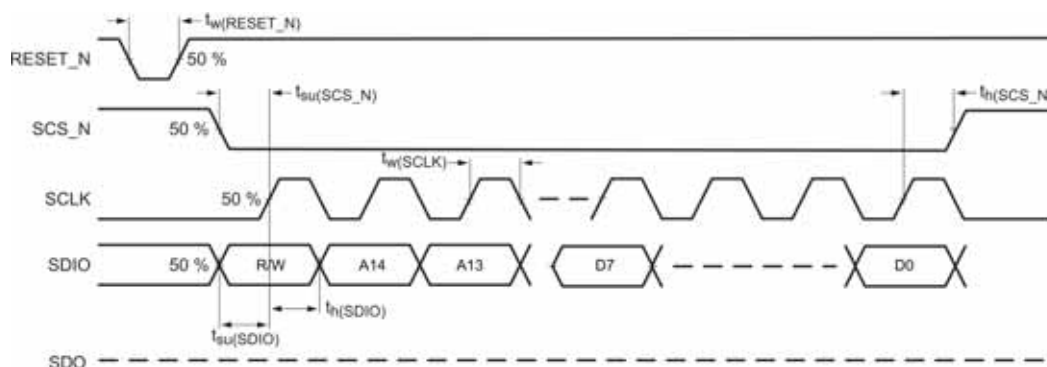 tw(RESET_N)
RESET_N
50 %
tsu(SCS_N)
th(SCS_N
SCS_N
50 %
tw(SCLK)
SCLK
50 %
SDIO
50 %
R/W
A14
A13
D7
D0
th(SDIO)
tsu(SDIO)
SDO